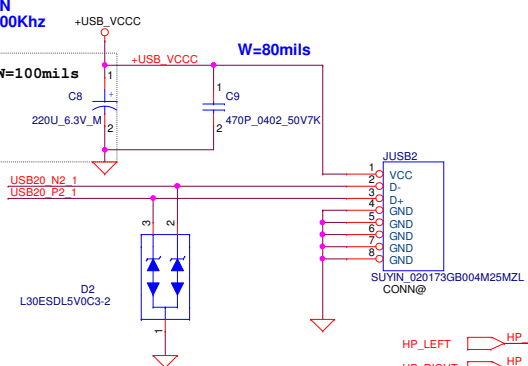 N
00Khz
+USB_VCCC
+USB_VCCC
W=80mils
W=100mils
1
C8
+
220U_6.3V_M
2
1
C9
2
470P_0402_50V7K
JUSB2
1
VCC
2
D-
3
D+
4
GND
5
GND
6
GND
7
GND
8
GND
USB20_N2_1
USB20_P2_1
3
2
D2
L30ESDL5V0C3-2
1
SUYIN_020173GB004M25MZL
CONN@
HP_LEFT
HP_
HP_RIGHT
HP